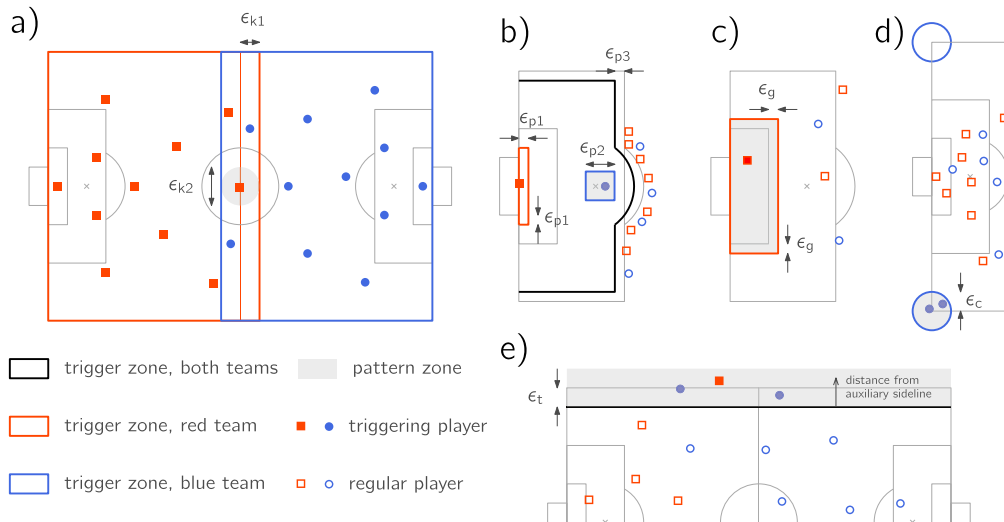 a)
ϵk1
ϵk2
b)
ϵp3
ϵp1
ϵp2
ϵp1
c)
ϵg
ϵg
d)
ϵc
trigger zone, both teams
pattern zone
trigger zone, red team
triggering player
trigger zone, blue team
regular player
e)
ϵt
distance from
auxiliary sideline